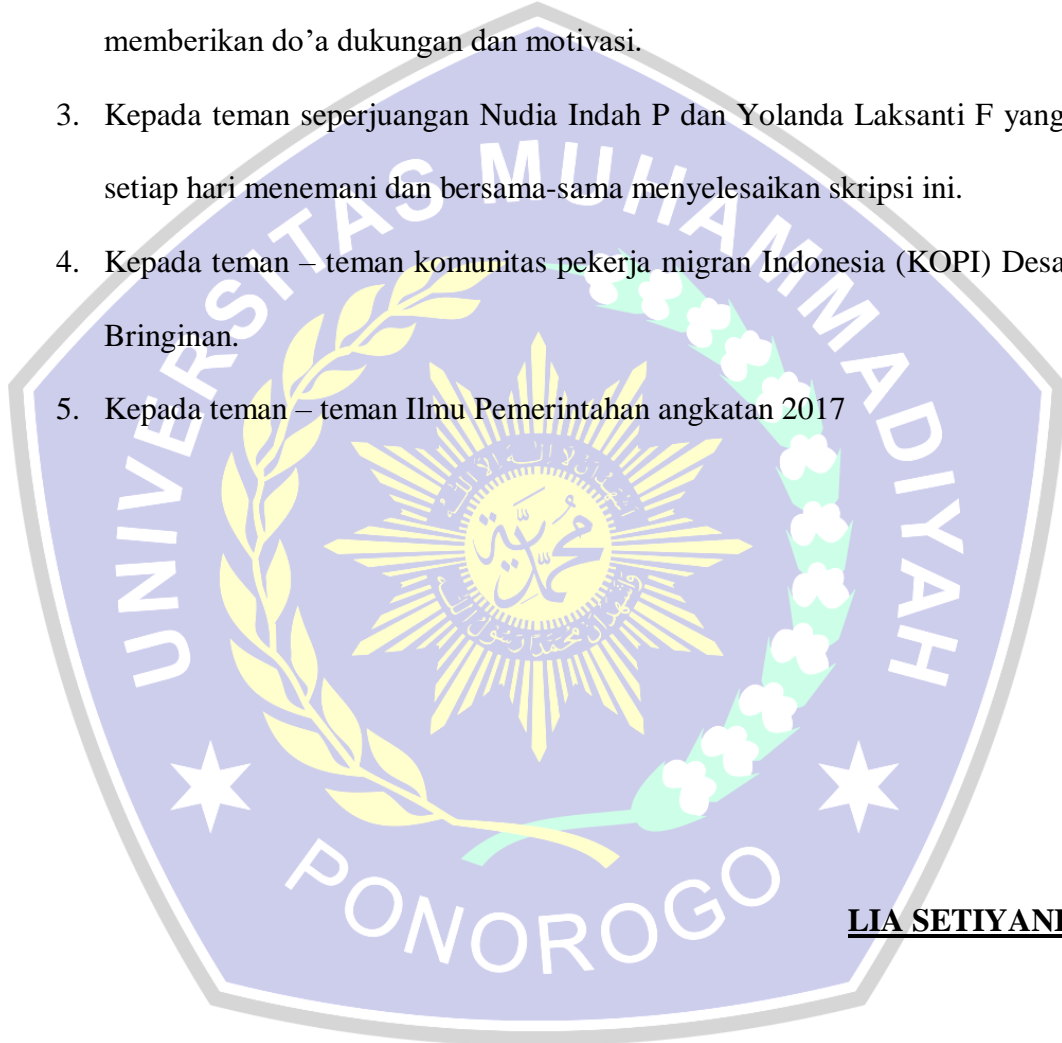 memberikan do’a dukungan dan motivasi.
3. Kepada teman seperjuangan Nudia Indah P dan Yolanda Laksanti F yang
setiap hari menemani dan bersama-sama menyelesaikan skripsi ini.
4. Kepada teman – teman komunitas pekerja migran Indonesia (KOPI) Desa
Bringinan.
5. Kepada teman – teman Ilmu Pemerintahan angkatan 2017
UNIVERSITAS MUHAMMADIYAH
محمدية
PONOROGO
LIA SETIYANI